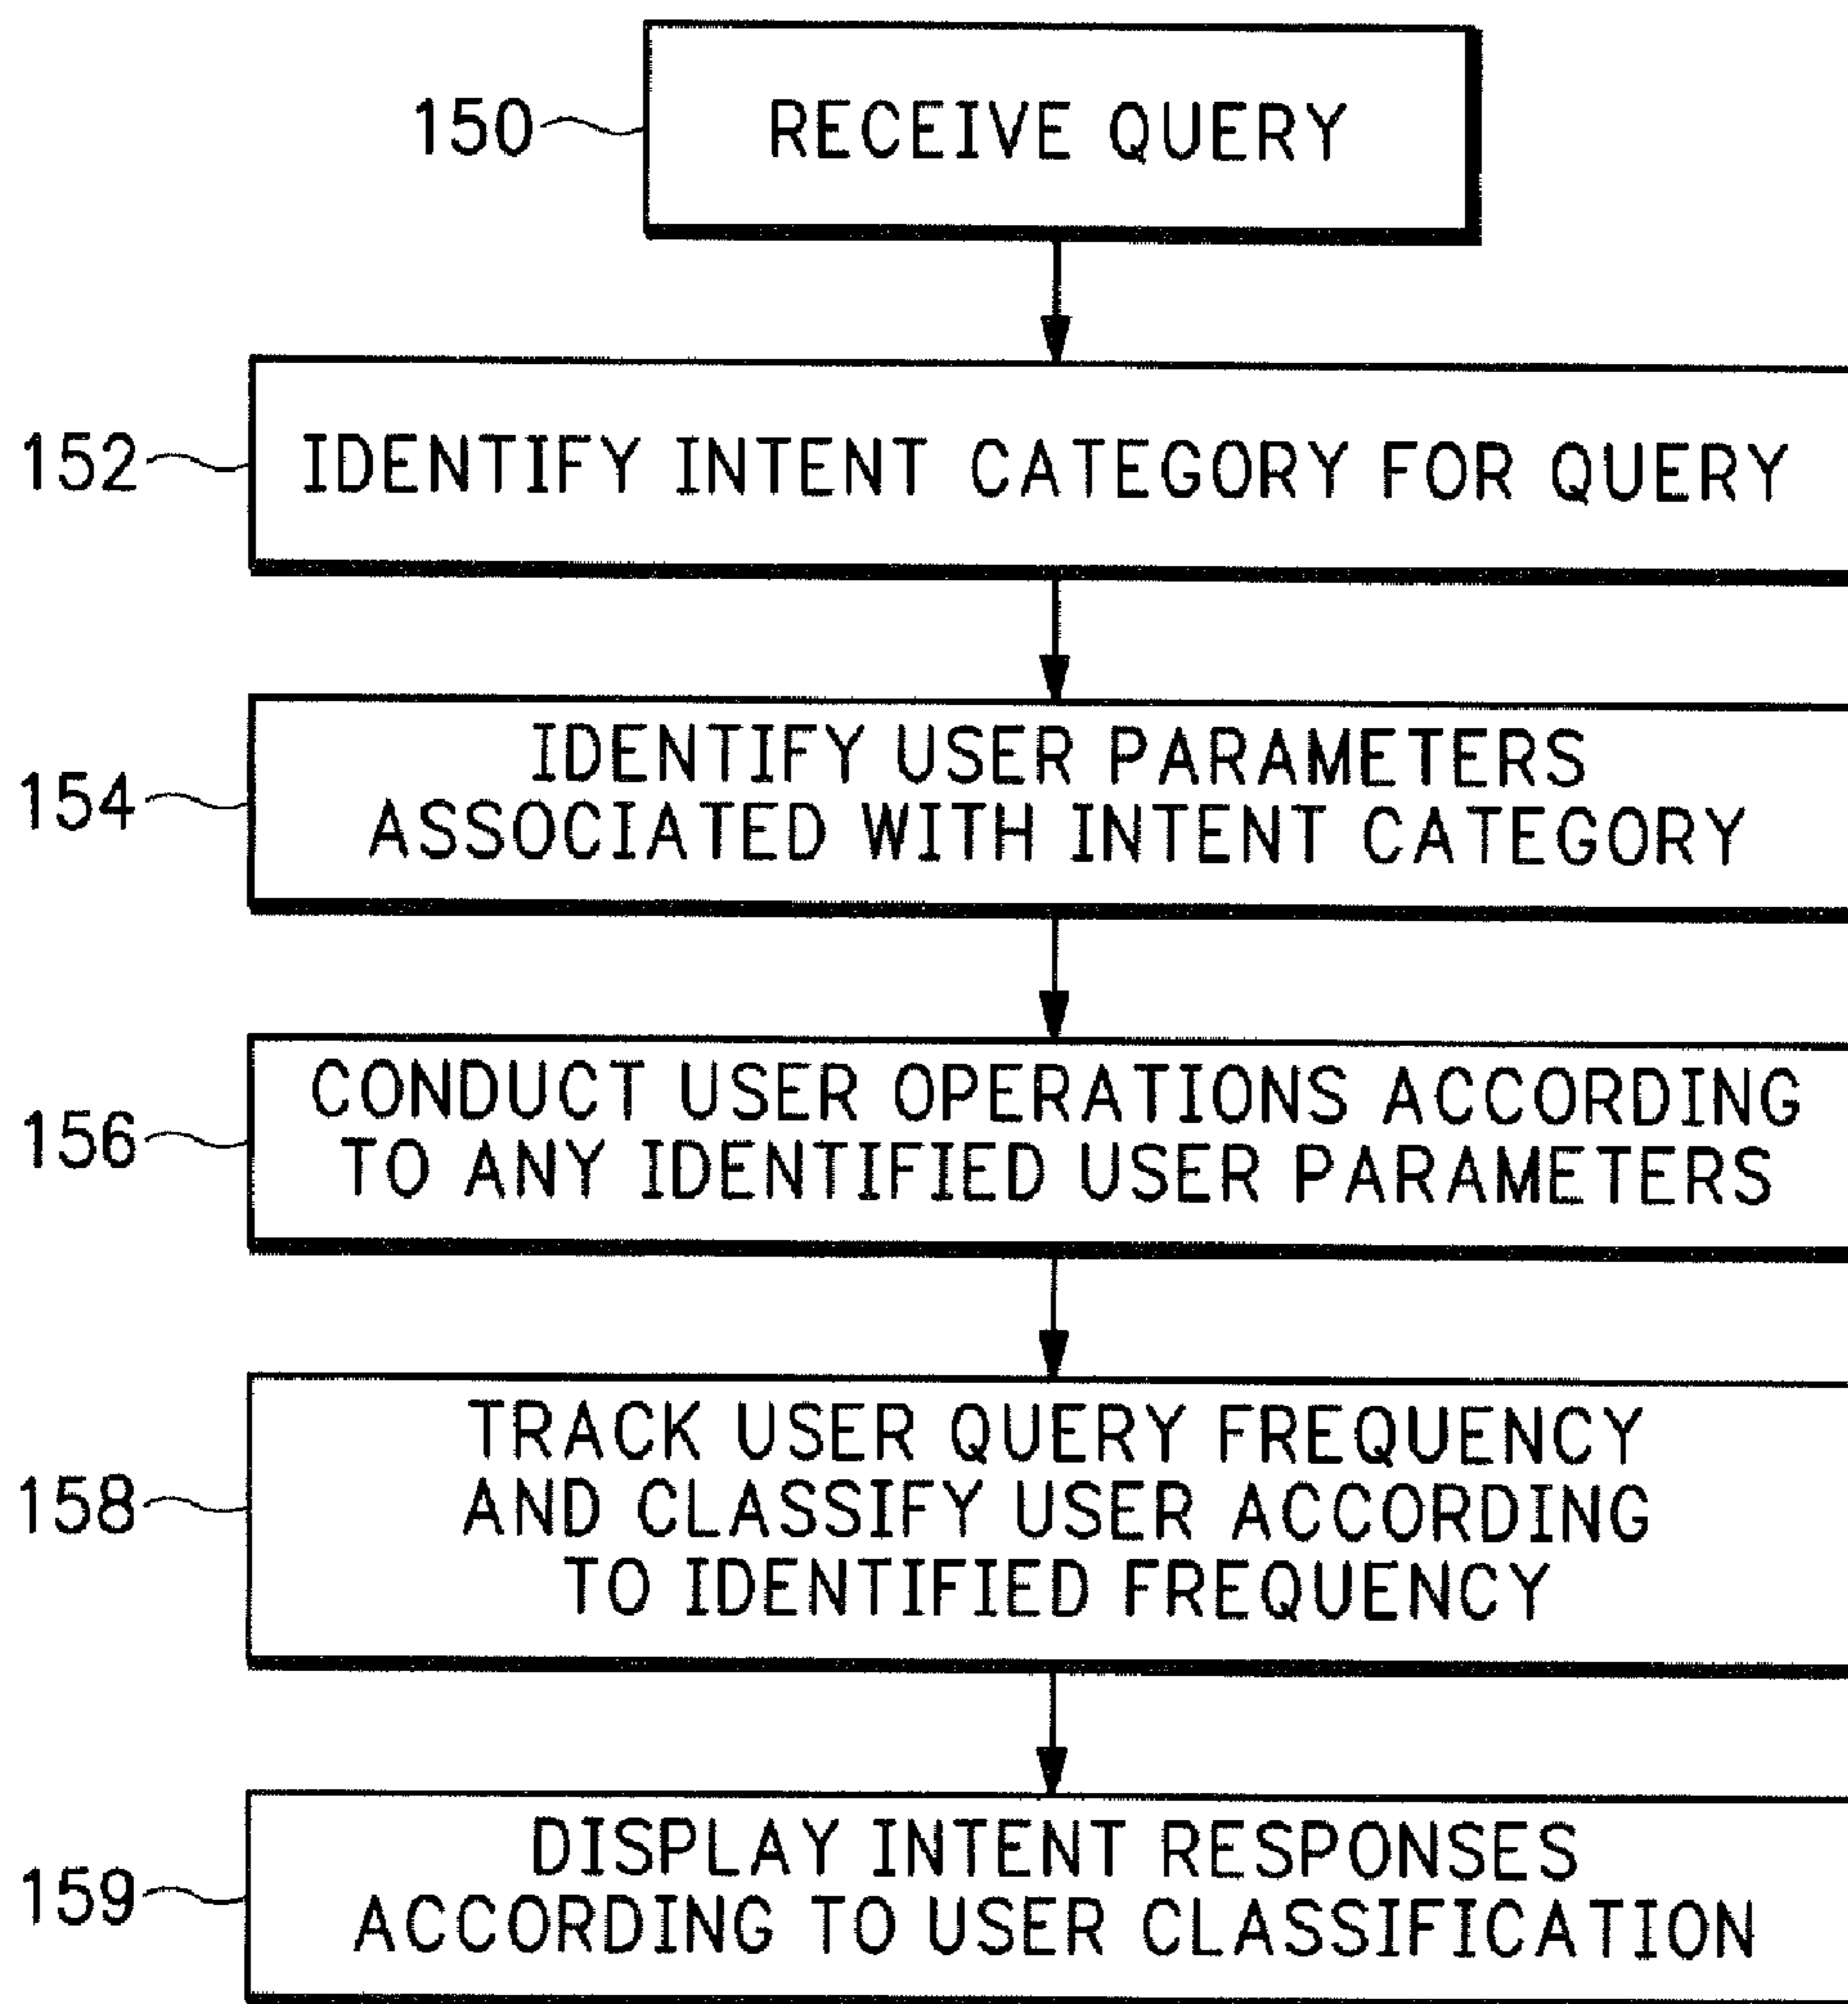 150
RECEIVE QUERY
152
IDENTIFY INTENT CATEGORY FOR QUERY
154
IDENTIFY USER PARAMETERS
ASSOCIATED WITH INTENT CATEGORY
156
CONDUCT USER OPERATIONS ACCORDING
TO ANY IDENTIFIED USER PARAMETERS
158
TRACK USER QUERY FREQUENCY
AND CLASSIFY USER ACCORDING
TO IDENTIFIED FREQUENCY
159
DISPLAY INTENT RESPONSES
ACCORDING TO USER CLASSIFICATION